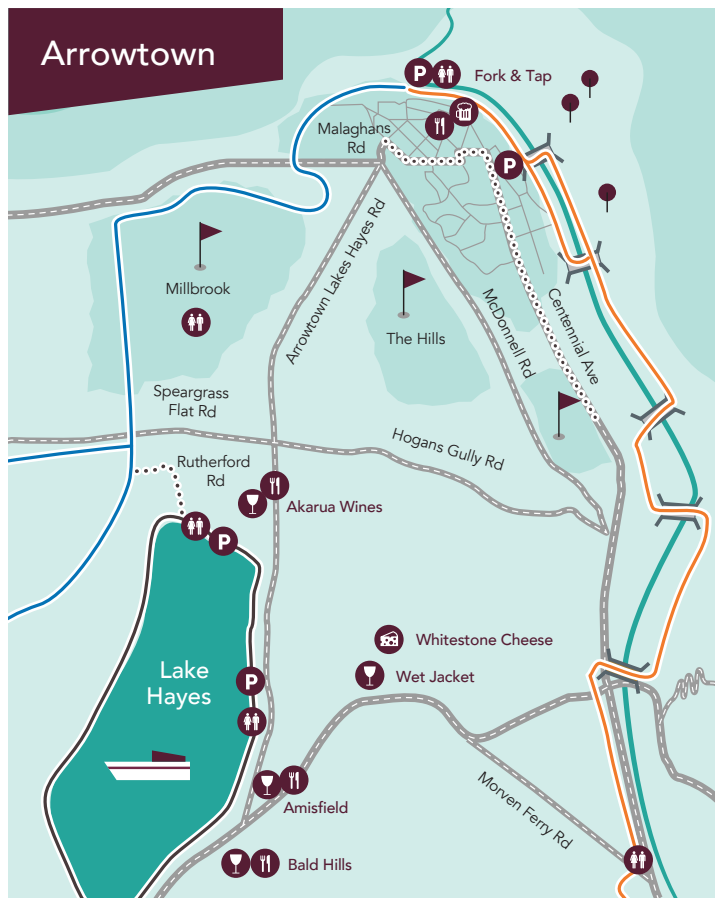 Arrowtown
P
Fork & Tap
Malaghans
Rd
P
Arrowtown Lakes Hayes Rd
Millbrook
The Hills
McDonnell Rd
Centennial Ave
Speargrass
Flat Rd
Hogans Gully Rd
Rutherford
Rd
Akarua Wines
P
Whitestone Cheese
Wet Jacket
Lake
Hayes
P
Amisfield
Morven Ferry Rd
Bald Hills